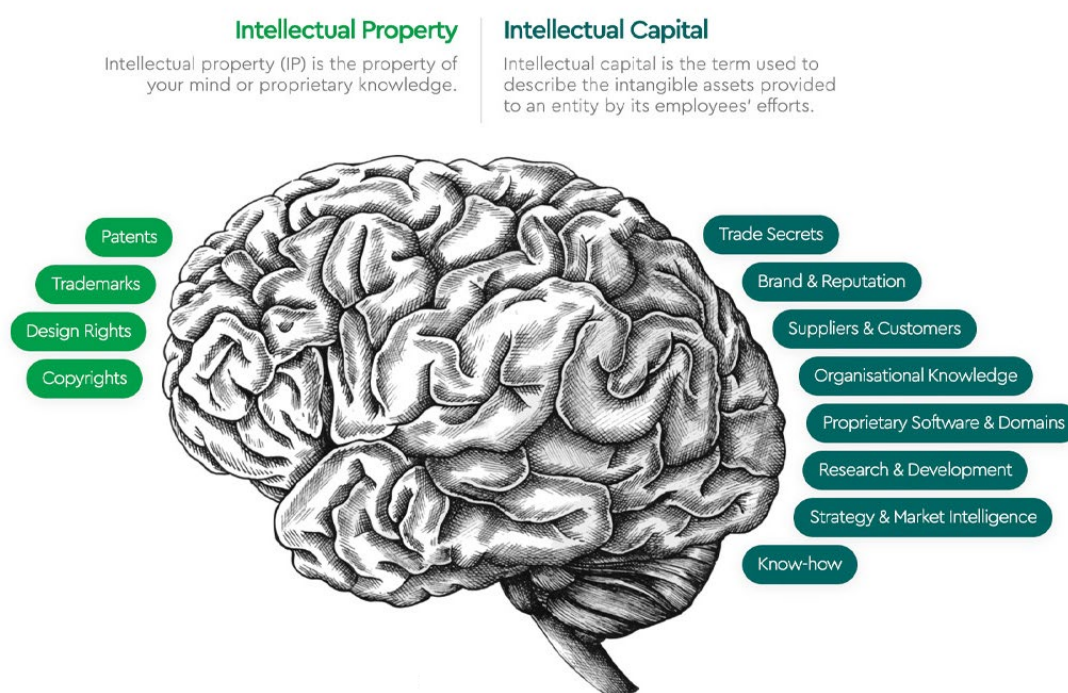 Intellectual Property
Intellectual property (IP) is the property of
your mind or proprietary knowledge.
Intellectual Capital
Intellectual capital is the term used to
describe the intangible assets provided
to an entity by its employees' efforts.
Patents
Trademarks
Design Rights
Copyrights
Trade Secrets
Brand & Reputation
Suppliers & Customers
Organisational Knowledge
Proprietary Software & Domains
Research & Development
Strategy & Market Intelligence
Know-how